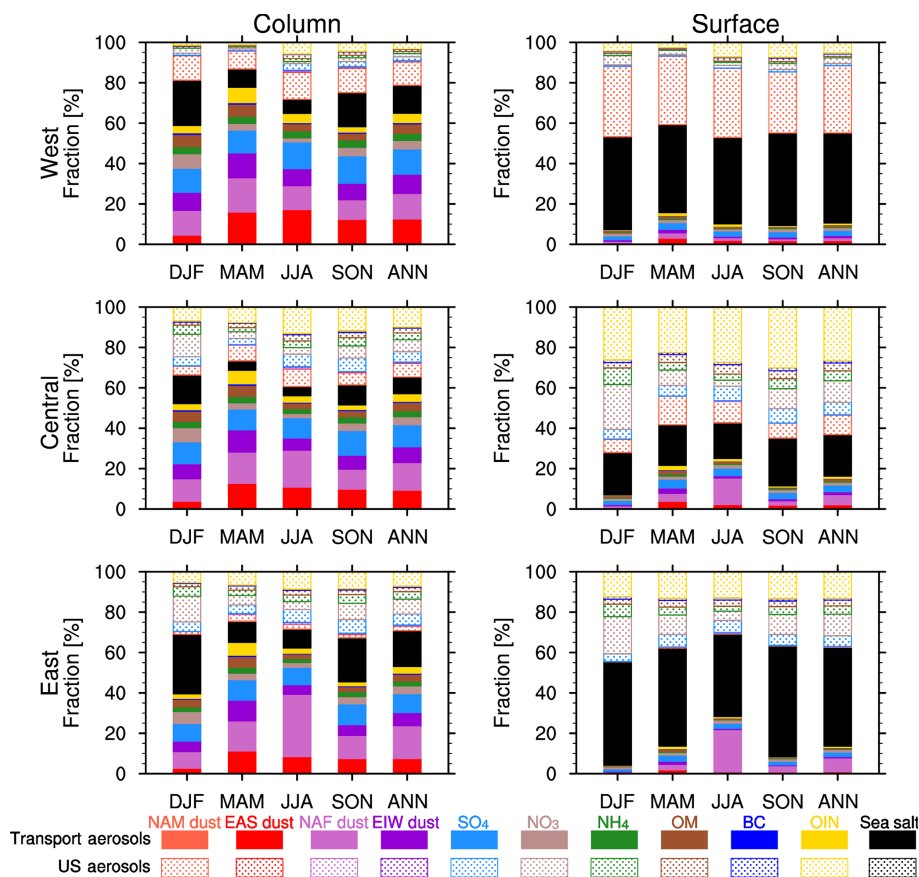 Column Surface
West
Fraction [%]
100
80
60
40
20
0
DJF MAM JJA SON ANN
Fraction [%]
100
80
60
40
20
0
DJF MAM JJA SON ANN
Central
Fraction [%]
100
80
60
40
20
0
DJF MAM JJA SON ANN
Fraction [%]
100
80
60
40
20
0
DJF MAM JJA SON ANN
East
Fraction [%]
100
80
60
40
20
0
DJF MAM JJA SON ANN
Fraction [%]
100
80
60
40
20
0
DJF MAM JJA SON ANN
NAM dust EAS dust NAF dust EIW dust SO₄ NO₃ NH₄ OM BC OIN Sea salt
Transport aerosols
US aerosols